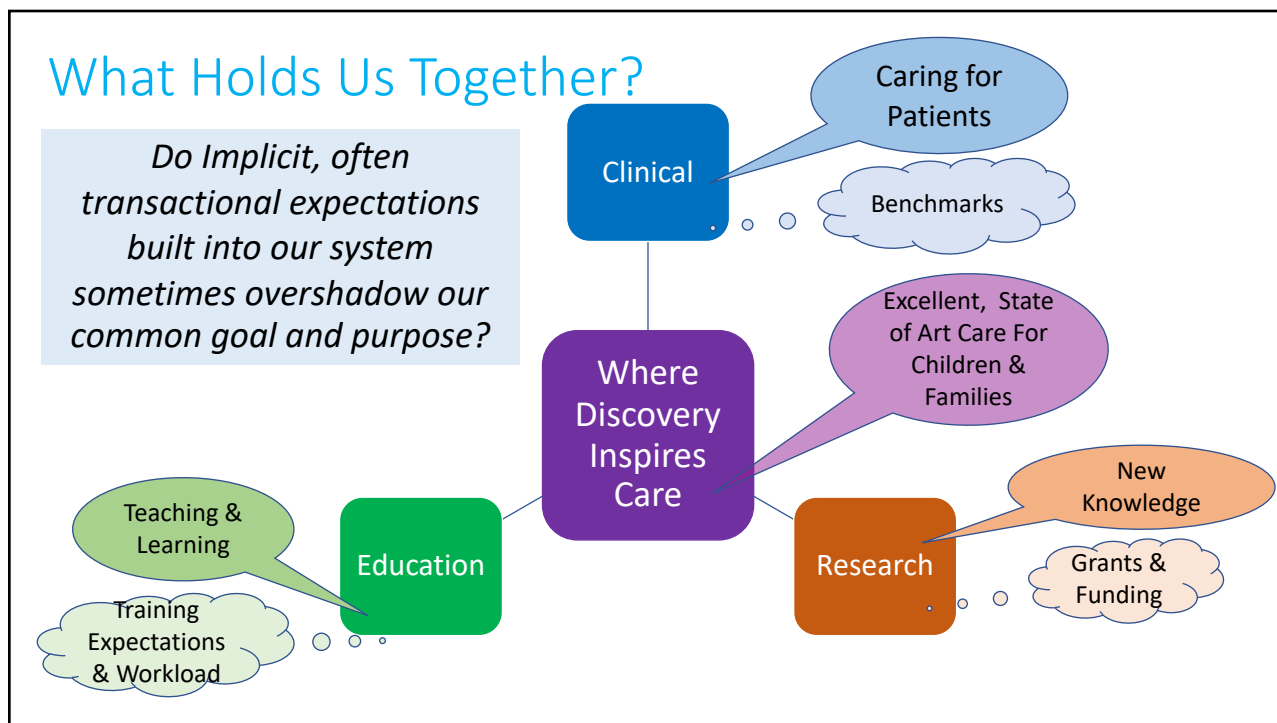 What Holds Us Together?
Do Implicit, often
transactional expectations
built into our system
sometimes overshadow our
common goal and purpose?
Clinical
Caring for
Patients
Benchmarks
Where
Discovery
Inspires
Care
Excellent, State
of Art Care For
Children &
Families
Education
Teaching &
Learning
Training
Expectations
& Workload
Research
New
Knowledge
Grants &
Funding